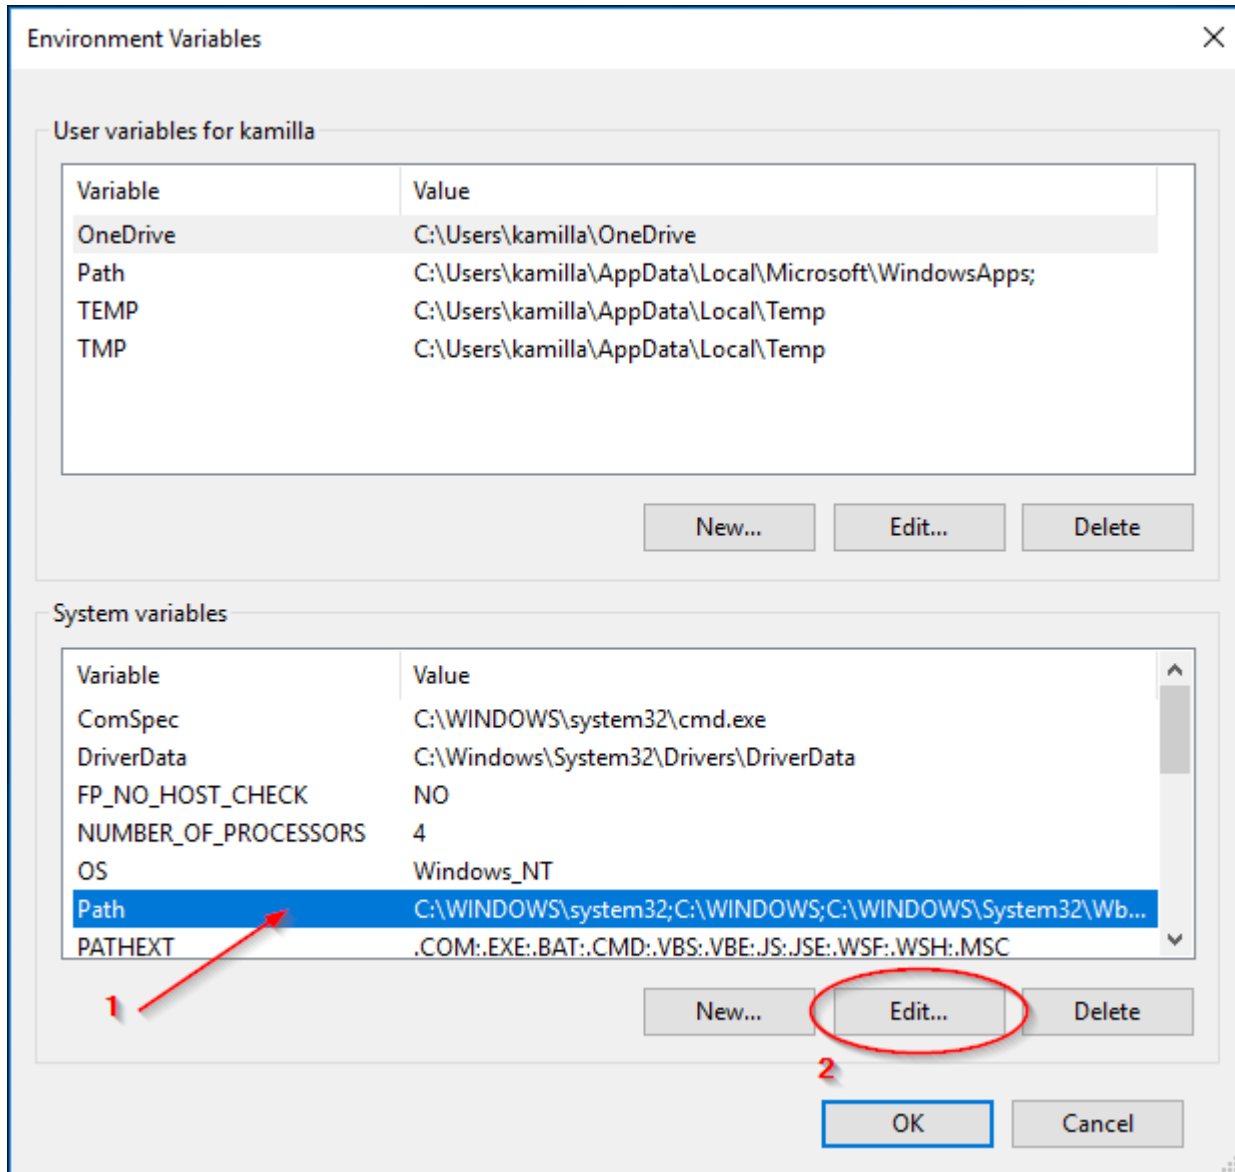 Environment Variables
User variables for kamilla
Variable Value
OneDrive C:\Users\kamilla\OneDrive
Path C:\Users\kamilla\AppData\Local\Microsoft\WindowsApps;
TEMP C:\Users\kamilla\AppData\Local\Temp
TMP C:\Users\kamilla\AppData\Local\Temp
New... Edit... Delete
System variables
Variable Value
ComSpec C:\WINDOWS\system32\cmd.exe
DriverData C:\Windows\System32\Drivers\DriverData
FP_NO_HOST_CHECK NO
NUMBER_OF_PROCESSORS 4
OS Windows_NT
Path C:\WINDOWS\system32;C:\WINDOWS;C:\WINDOWS\System32\Wb...
PATHEXT .COM;.EXE;.BAT;.CMD;.VBS;.VBE;.JS;.JSE;.WSF;.WSH;.MSC
1
New... Edit... Delete
2
OK Cancel